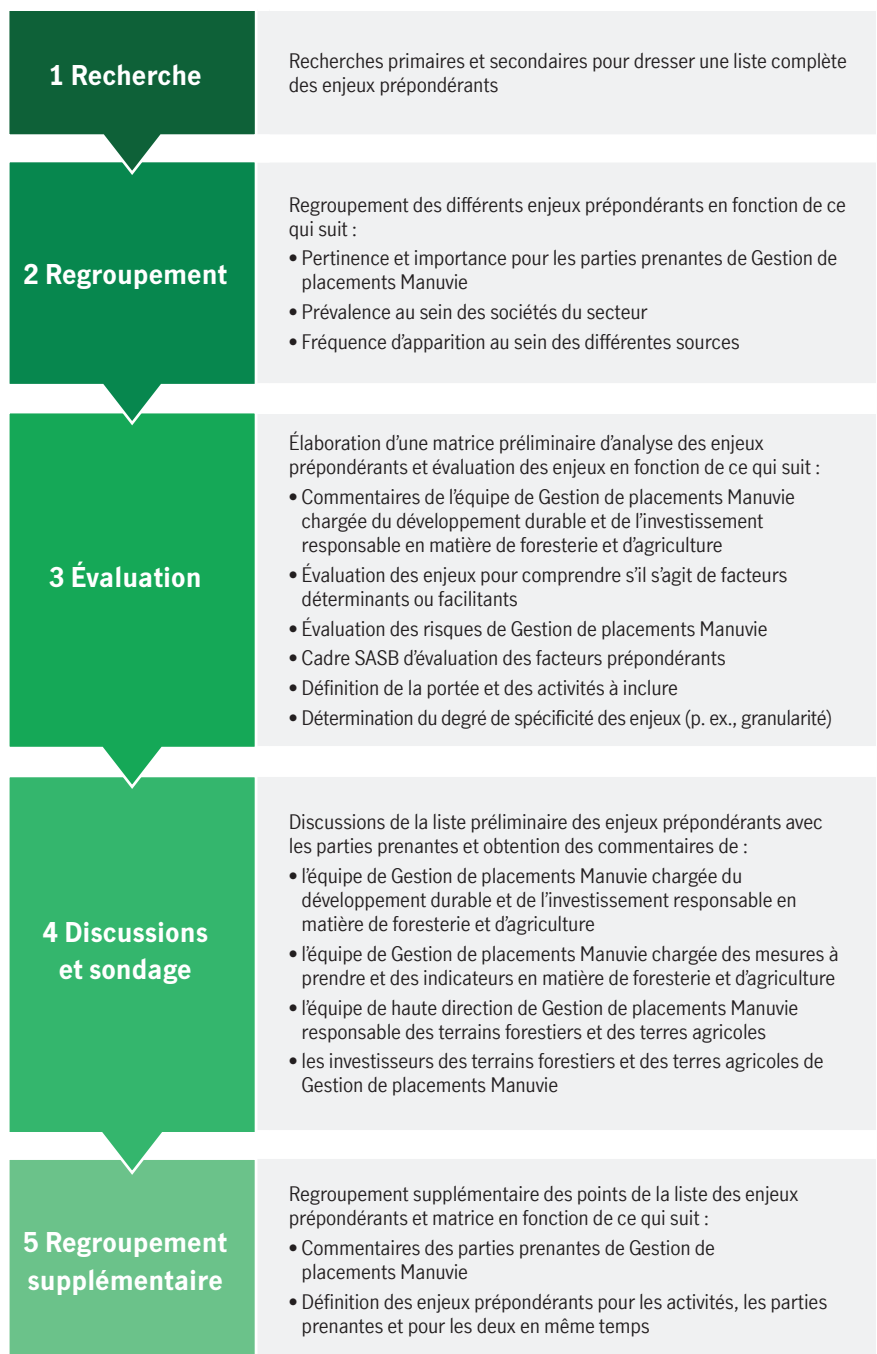 1 Recherche
Recherches primaires et secondaires pour dresser une liste complète
des enjeux prépondérants
2 Regroupement
Regroupement des différents enjeux prépondérants en fonction de ce
qui suit :
• Pertinence et importance pour les parties prenantes de Gestion de
placements Manuvie
• Prévalence au sein des sociétés du secteur
• Fréquence d’apparition au sein des différentes sources
3 Évaluation
Élaboration d’une matrice préliminaire d’analyse des enjeux
prépondérants et évaluation des enjeux en fonction de ce qui suit :
• Commentaires de l’équipe de Gestion de placements Manuvie
chargée du développement durable et de l’investissement
responsable en matière de foresterie et d’agriculture
• Évaluation des enjeux pour comprendre s’il s’agit de facteurs
déterminants ou facilitants
• Évaluation des risques de Gestion de placements Manuvie
• Cadre SASB d’évaluation des facteurs prépondérants
• Définition de la portée et des activités à inclure
• Détermination du degré de spécificité des enjeux (p. ex., granularité)
4 Discussions
et sondage
Discussions de la liste préliminaire des enjeux prépondérants avec
les parties prenantes et obtention des commentaires de :
• l’équipe de Gestion de placements Manuvie chargée du
développement durable et de l’investissement responsable en
matière de foresterie et d’agriculture
• l’équipe de Gestion de placements Manuvie chargée des mesures à
prendre et des indicateurs en matière de foresterie et d’agriculture
• l’équipe de haute direction de Gestion de placements Manuvie
responsable des terrains forestiers et des terres agricoles
• les investisseurs des terrains forestiers et des terres agricoles de
Gestion de placements Manuvie
5 Regroupement
supplémentaire
Regroupement supplémentaire des points de la liste des enjeux
prépondérants et matrice en fonction de ce qui suit :
• Commentaires des parties prenantes de Gestion de
placements Manuvie
• Définition des enjeux prépondérants pour les activités, les parties
prenantes et pour les deux en même temps